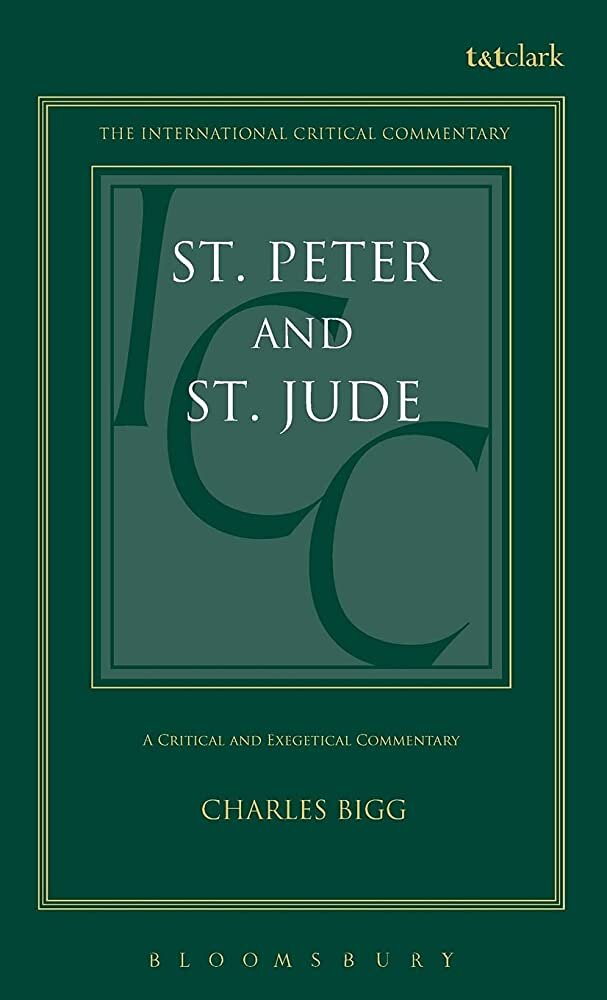 t&tclark
THE INTERNATIONAL CRITICAL COMMENTARY
ICC
ST. PETER
AND
ST. JUDE
A CRITICAL AND EXEGETICAL COMMENTARY
CHARLES BIGG
BLOOMSBURY